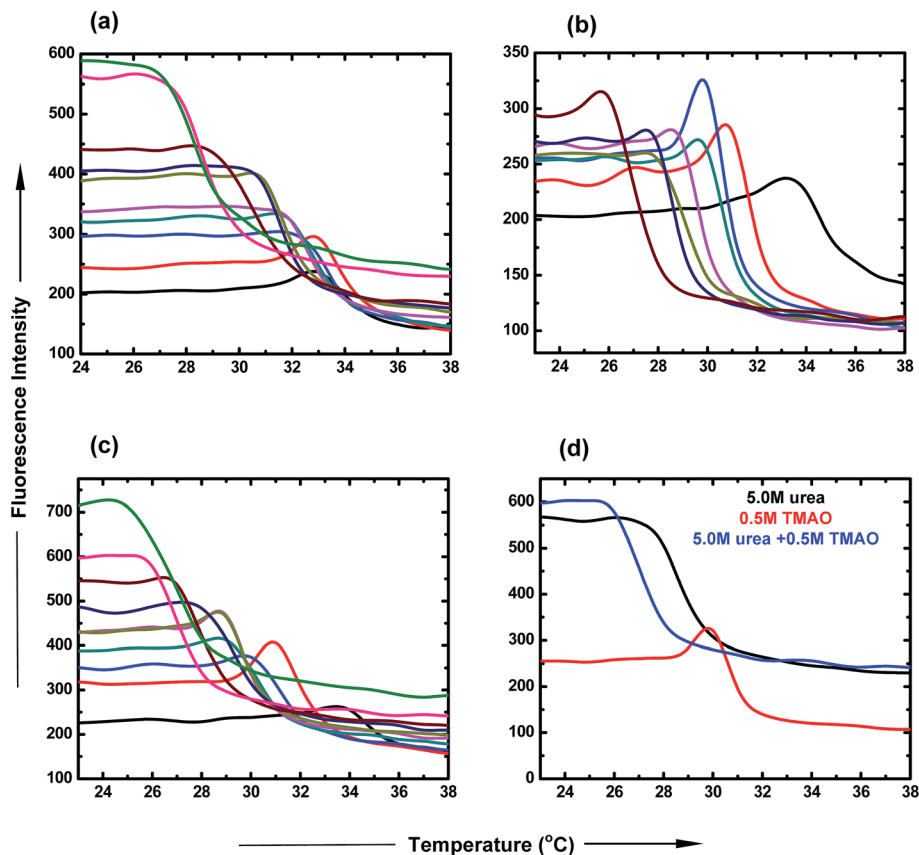 (a)
600
500
400
300
200
100
24 26 28 30 32 34 36 38
(b)
350
300
250
200
150
100
24 26 28 30 32 34 36 38
Fluorescence Intensity
(c)
700
600
500
400
300
200
100
24 26 28 30 32 34 36 38
(d)
5.0M urea
0.5M TMAO
5.0M urea +0.5M TMAO
600
500
400
300
200
100
0
24 26 28 30 32 34 36 38
Temperature (°C)